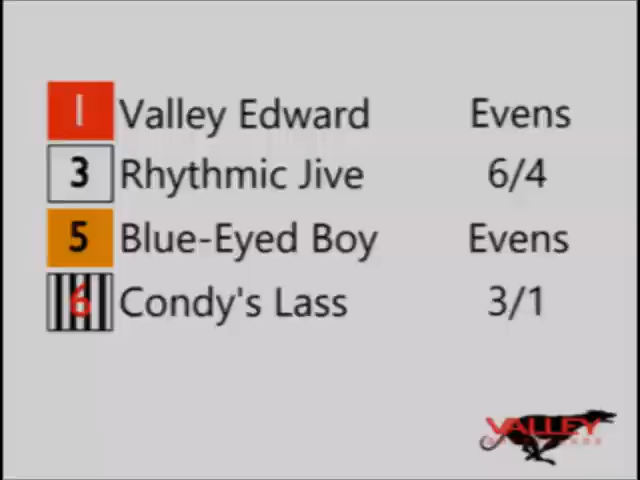 1 Valley Edward Evens
3 Rhythmic Jive 6/4
5 Blue-Eyed Boy Evens
6 Condy's Lass 3/1
VALLEY